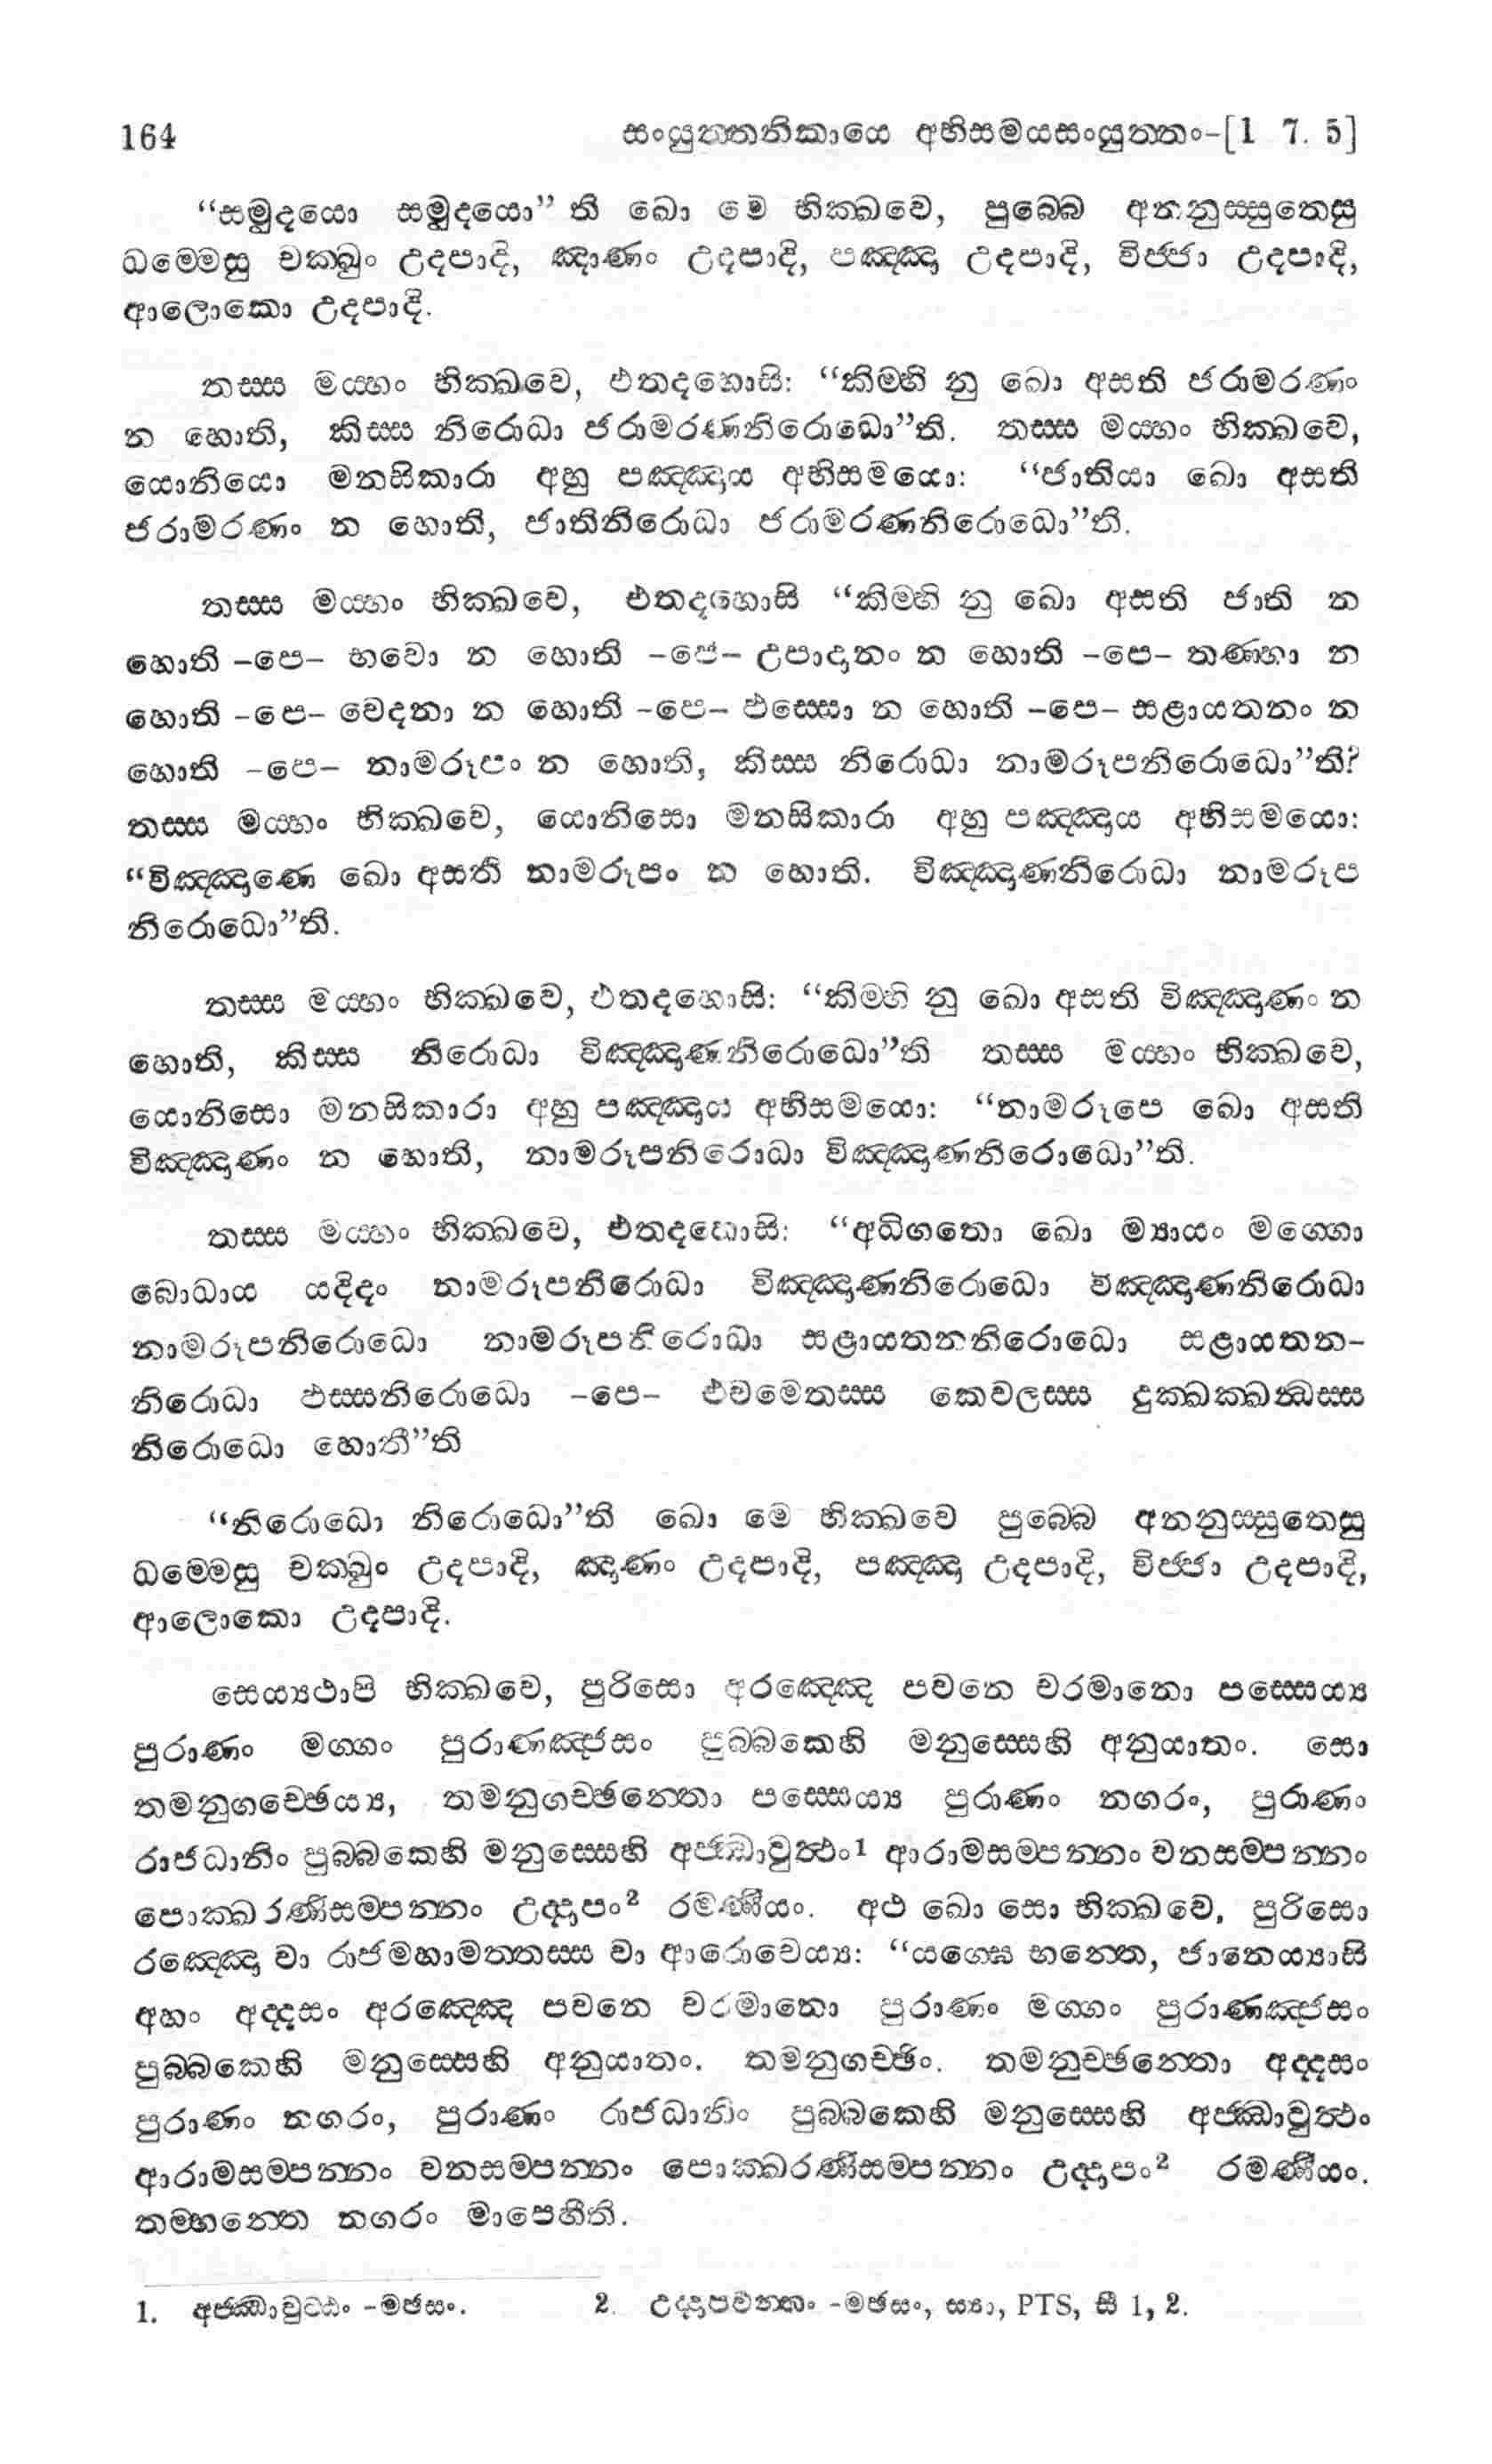 164 සංයුත්තනිකායෙ අභිසමයසංයුත්තං-[1 7. 5]
“සමුදයො සමුදයො” ති ඛො මෙ භික්ඛවෙ, පුබ්බෙ අනනුස්සුතෙසු
ධම්මෙසු චක්ඛුං උදපාදි, ඤාණං උදපාදි, පඤ්ඤා උදපාදි, විජ්ජා උදපාදි,
ආලොකො උදපාදි.
තස්ස මය්හං භික්ඛවෙ, එතදහොසි: “කිම්හි නු ඛො අසති ජරාමරණං
න හොති, කිස්ස නිරොධා ජරාමරණනිරොධො”ති. තස්ස මය්හං භික්ඛවෙ,
යොනියො මනසිකාරා අහු පඤ්ඤාය අභිසමයො: “ජාතියා ඛො අසති
ජරාමරණං න හොති, ජාතිනිරොධා ජරාමරණනිරොධො”ති.
තස්ස මය්හං භික්ඛවෙ, එතදහොසි “කිම්හි නු ඛො අසති ජාති න
හොති –පෙ– භවො න හොති –පෙ– උපාදානං න හොති –පෙ– තණ්හා න
හොති –පෙ– වෙදනා න හොති –පෙ– ඵස්සො න හොති –පෙ– සළායතනං න
හොති –පෙ– නාමරූපං න හොති, කිස්ස නිරොධා නාමරූපනිරොධො”ති?
තස්ස මය්හං භික්ඛවෙ, යොනිසො මනසිකාරා අහු පඤ්ඤාය අභිසමයො:
“විඤ්ඤාණෙ ඛො අසති නාමරූපං න හොති. විඤ්ඤාණනිරොධා නාමරූප
නිරොධො”ති.
තස්ස මය්හං භික්ඛවෙ, එතදහොසි: “කිම්හි නු ඛො අසති විඤ්ඤාණං න
හොති, කිස්ස නිරොධා විඤ්ඤාණනිරොධො”ති තස්ස මය්හං භික්ඛවෙ,
යොනිසො මනසිකාරා අහු පඤ්ඤාය අභිසමයො: “නාමරූපෙ ඛො අසති
විඤ්ඤාණං න හොති, නාමරූපනිරොධා විඤ්ඤාණනිරොධො”ති.
තස්ස මය්හං භික්ඛවෙ, එතදහොසි: “අධිගතො ඛො ම්‍යායං මග්ගො
බොධාය යදිදං නාමරූපනිරොධා විඤ්ඤාණනිරොධො විඤ්ඤාණනිරොධා
නාමරූපනිරොධො නාමරූපනිරොධා සළායතනනිරොධො සළායතන–
නිරොධා ඵස්සනිරොධො –පෙ– එවමෙතස්ස කෙවලස්ස දුක්ඛක්ඛන්ධස්ස
නිරොධො හොතී”ති
“නිරොධො නිරොධො”ති ඛො මෙ භික්ඛවෙ පුබ්බෙ අනනුස්සුතෙසු
ධම්මෙසු චක්ඛුං උදපාදි, ඤාණං උදපාදි, පඤ්ඤා උදපාදි, විජ්ජා උදපාදි,
ආලොකො උදපාදි.
සෙය්‍යථාපි භික්ඛවෙ, පුරිසො අරඤ්ඤෙ පවනෙ චරමානො පස්සෙය්‍ය
පුරාණං මග්ගං පුරාණඤ්ජසං පුබ්බකෙහි මනුස්සෙහි අනුයාතං. සො
තමනුගච්ඡෙය්‍ය, තමනුගච්ඡන්තො පස්සෙය්‍ය පුරාණං නගරං, පුරාණං
රාජධානිං පුබ්බකෙහි මනුස්සෙහි අජ්ඣාවුත්ථං1 ආරාමසම්පන්නං වනසම්පන්නං
පොක්ඛරණීසම්පන්නං උද්දාපං2 රමණීයං. අථ ඛො සො භික්ඛවෙ, පුරිසො
රඤ්ඤො වා රාජමහාමත්තස්ස වා ආරොචෙය්‍ය: “යග්ඝෙ භන්තෙ, ජානෙය්‍යාසි
අහං අද්දසං අරඤ්ඤෙ පවනෙ චරමානො පුරාණං මග්ගං පුරාණඤ්ජසං
පුබ්බකෙහි මනුස්සෙහි අනුයාතං. තමනුගච්ඡිං. තමනුච්ඡන්තො අද්දසං
පුරාණං නගරං, පුරාණං රාජධානිං පුබ්බකෙහි මනුස්සෙහි අජ්ඣාවුත්ථං
ආරාමසම්පන්නං වනසම්පන්නං පොක්ඛරණීසම්පන්නං උද්දාපං2 රමණීයං.
තම්භන්තෙ නගරං මාපෙහීති.
1. අජ්ඣාවුට්ඨං -මඡසං. 2. උද්දාපවන්තං -මඡසං, ස්‍යා, PTS, සී 1, 2.